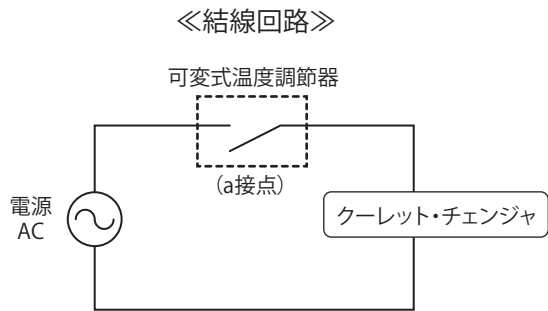 ≪結線回路≫
可変式温度調節器
(a接点)
電源
AC
クーレット・チェンジャ